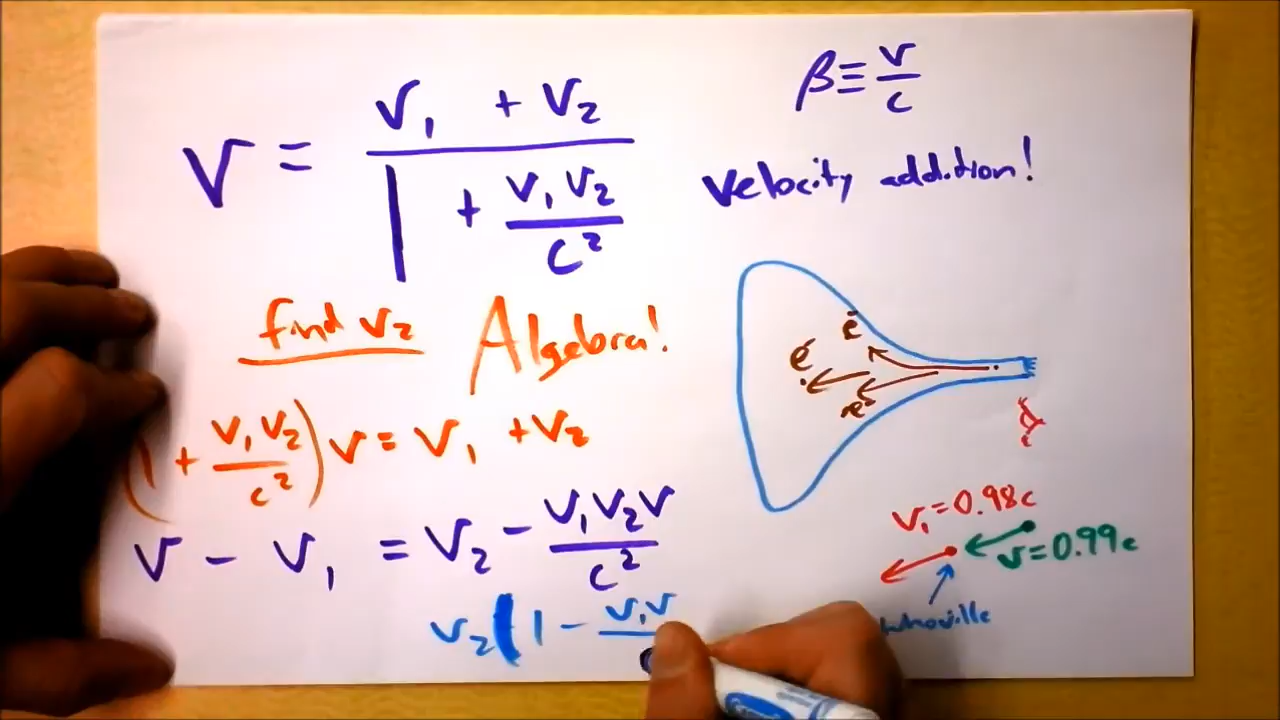 V = (V₁ + V₂) / (1 + V₁V₂/c²)
β ≡ v/c
Velocity addition!
find v₂ Algebra!
(1 + V₁V₂/c²) V = V₁ + V₂
V - V₁ = V₂ - V₁V₂V/c²
V₂(1 - V₁V
e⁻
e⁻
e⁻
V₁ = 0.98c
V = 0.99c
whoville